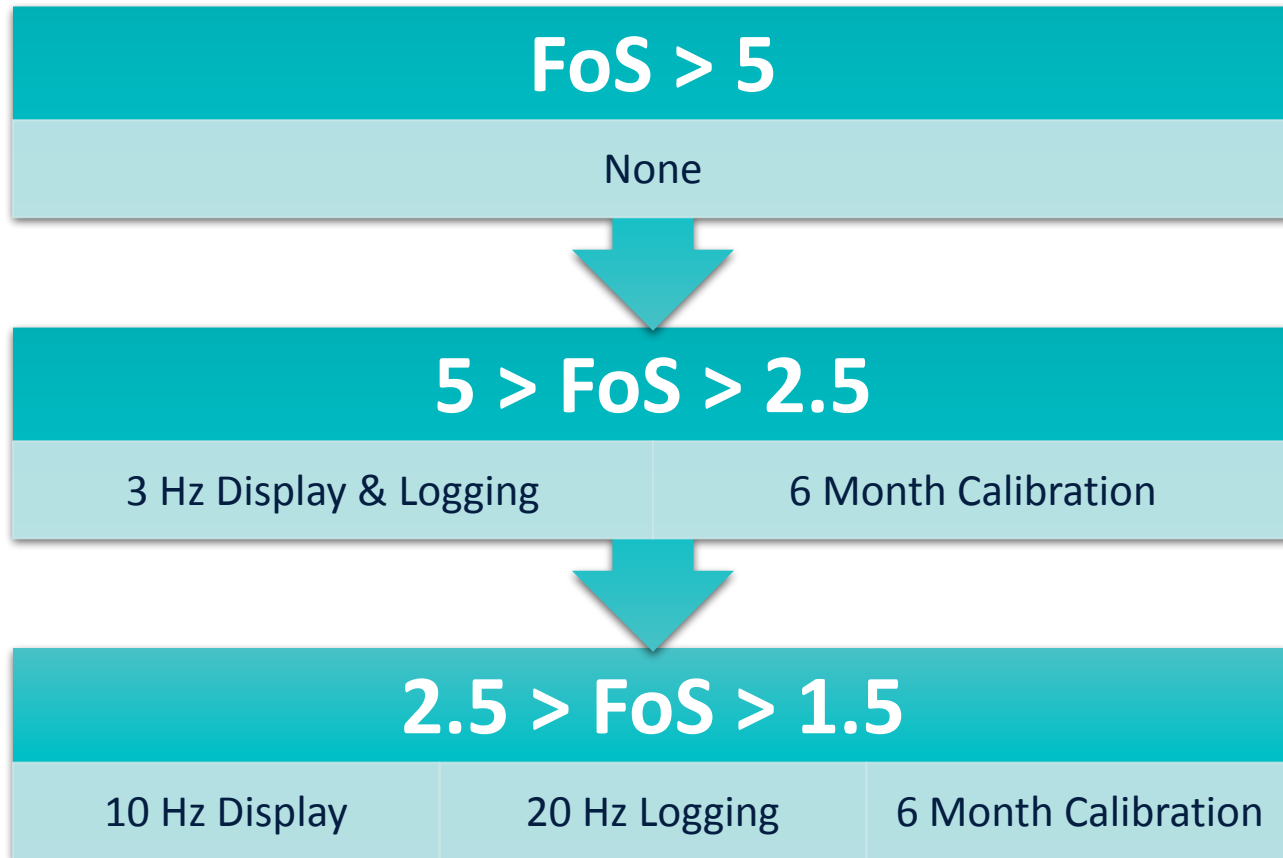 FoS > 5
None
5 > FoS > 2.5
3 Hz Display & Logging
6 Month Calibration
2.5 > FoS > 1.5
10 Hz Display
20 Hz Logging
6 Month Calibration